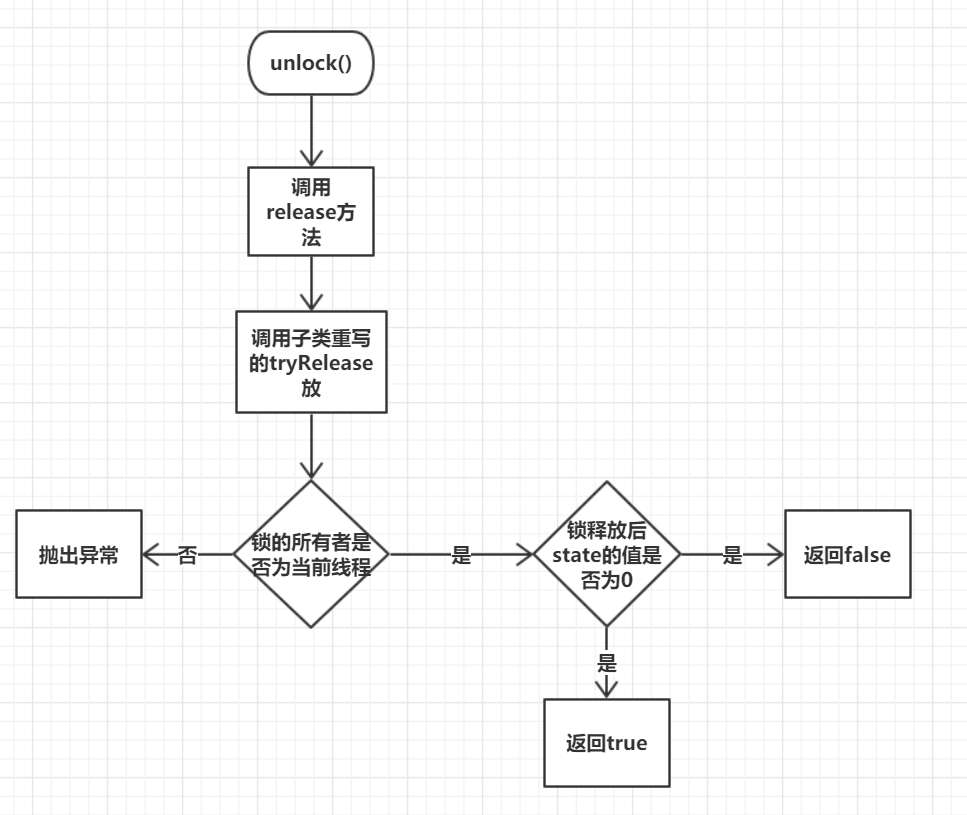 unlock()
调用
release方
法
调用子类重写
的tryRelease
放
锁的所有者是
否为当前线程
否
抛出异常
是
锁释放后
state的值是
否为0
是
返回false
是
返回true